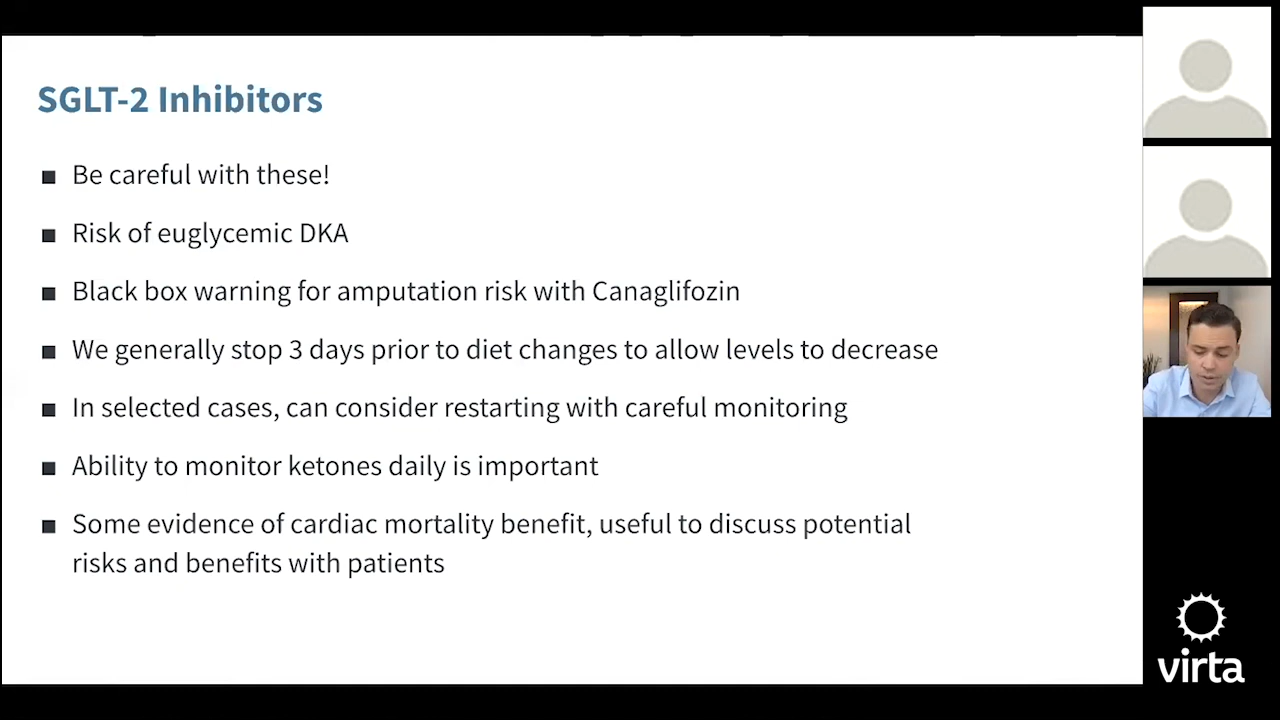 SGLT-2 Inhibitors
▪ Be careful with these!
▪ Risk of euglycemic DKA
▪ Black box warning for amputation risk with Canaglifozin
▪ We generally stop 3 days prior to diet changes to allow levels to decrease
▪ In selected cases, can consider restarting with careful monitoring
▪ Ability to monitor ketones daily is important
▪ Some evidence of cardiac mortality benefit, useful to discuss potential
risks and benefits with patients
virta